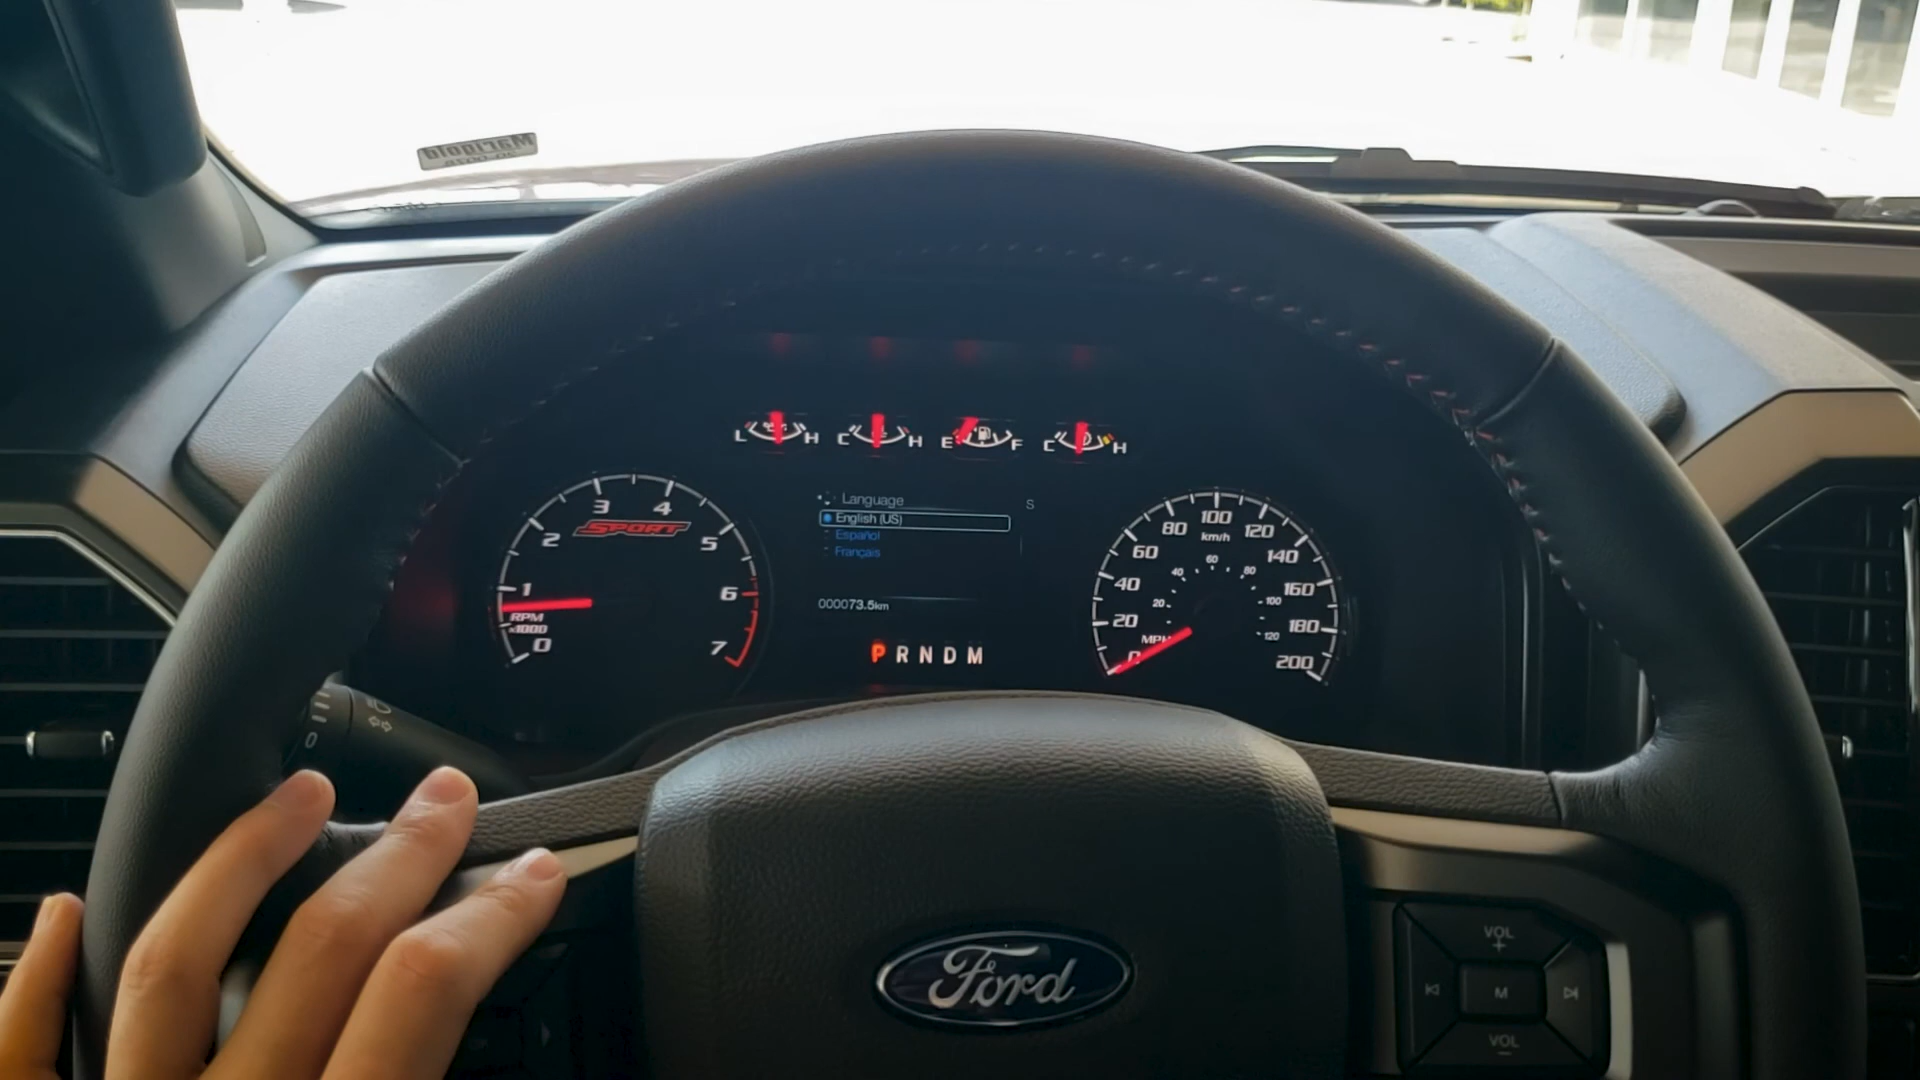 L H C H E F C H
Language
S
English (US)
Español
Français
000073.5km
P R N D M
SPORT
0 1 2 3 4 5 6 7
RPM
x1000
0 20 40 60 80 100 120 140 160 180 200
km/h
20 40 60 80 100 120
MPH
0
Ford
VOL
+
M
VOL
-